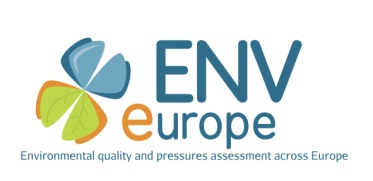 ENV
europe
Environmental quality and pressures assessment across Europe